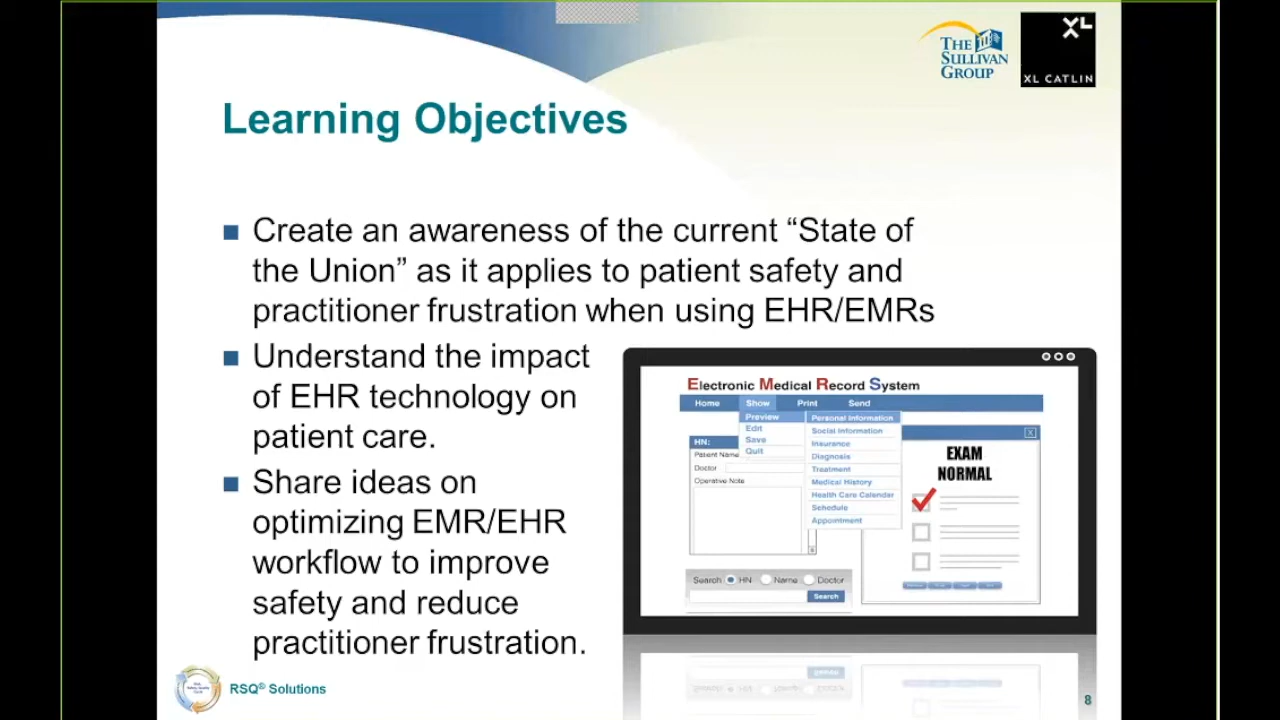 THE
SULLIVAN
GROUP
XL
XL CATLIN
Learning Objectives
Create an awareness of the current “State of
the Union” as it applies to patient safety and
practitioner frustration when using EHR/EMRs
Understand the impact
of EHR technology on
patient care.
Share ideas on
optimizing EMR/EHR
workflow to improve
safety and reduce
practitioner frustration.
Electronic Medical Record System
Home Show Print Send
Preview
Edit
Save
Quit
Personal Information
Social Information
Insurance
Diagnosis
Treatment
Medical History
Health Care Calendar
Schedule
Appointment
HN:
Patient Name
Doctor
Operative Note
EXAM
NORMAL
Search HN Name Doctor
Search
RSQ® Solutions
8